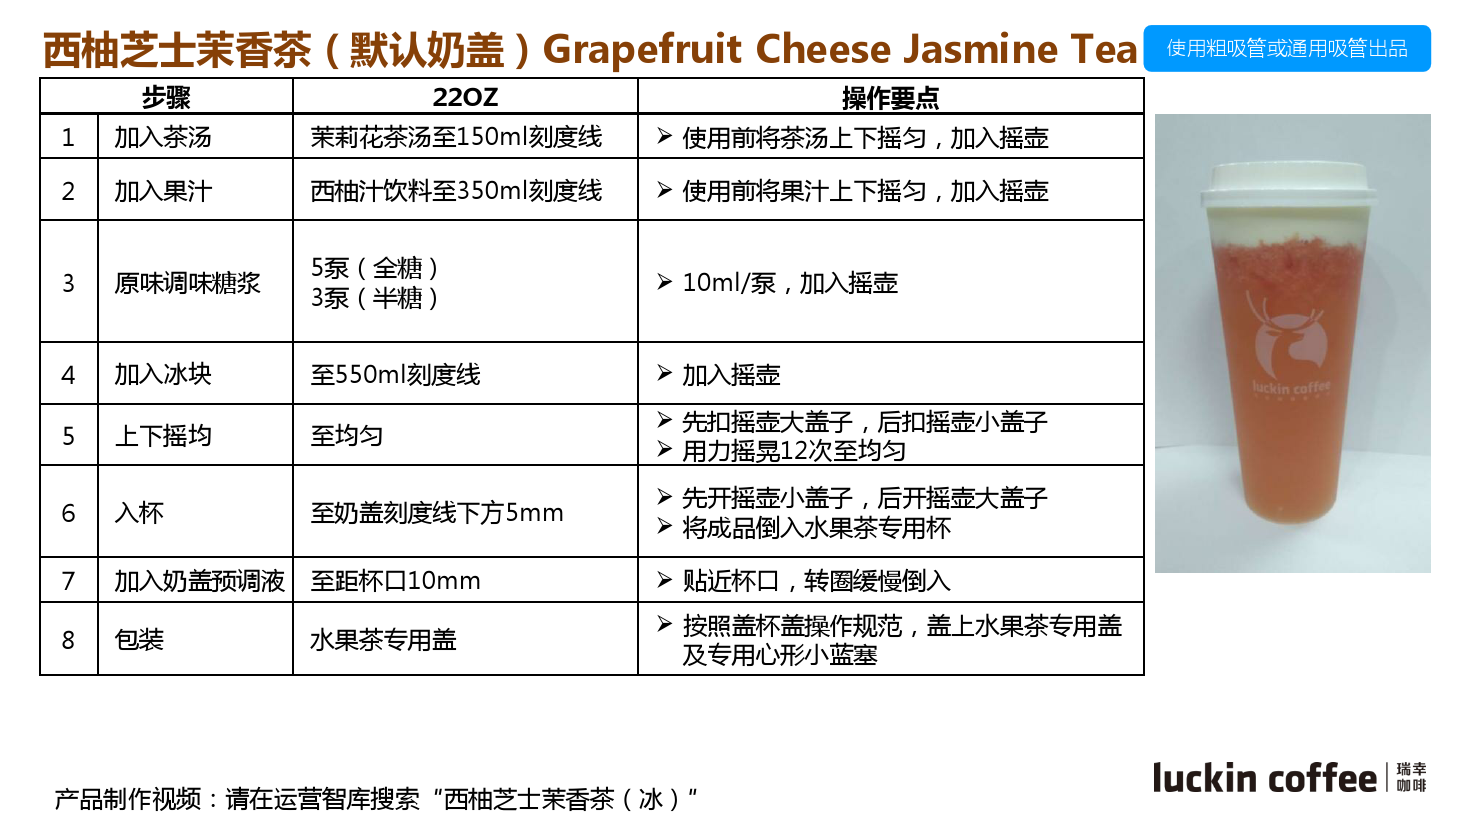 西柚芝士茉香茶（默认奶盖）Grapefruit Cheese Jasmine Tea
使用粗吸管或通用吸管出品
步骤 22OZ 操作要点
1 加入茶汤 茉莉花茶汤至150ml刻度线 ➢ 使用前将茶汤上下摇匀，加入摇壶
2 加入果汁 西柚汁饮料至350ml刻度线 ➢ 使用前将果汁上下摇匀，加入摇壶
3 原味调味糖浆 5泵（全糖）
3泵（半糖） ➢ 10ml/泵，加入摇壶
4 加入冰块 至550ml刻度线 ➢ 加入摇壶
5 上下摇均 至均匀 ➢ 先扣摇壶大盖子，后扣摇壶小盖子
➢ 用力摇晃12次至均匀
6 入杯 至奶盖刻度线下方5mm ➢ 先开摇壶小盖子，后开摇壶大盖子
➢ 将成品倒入水果茶专用杯
7 加入奶盖预调液 至距杯口10mm ➢ 贴近杯口，转圈缓慢倒入
8 包装 水果茶专用盖 ➢ 按照盖杯盖操作规范，盖上水果茶专用盖
及专用心形小蓝塞
luckin coffee
luckin coffee 瑞幸
咖啡
产品制作视频：请在运营智库搜索“西柚芝士茉香茶（冰）”